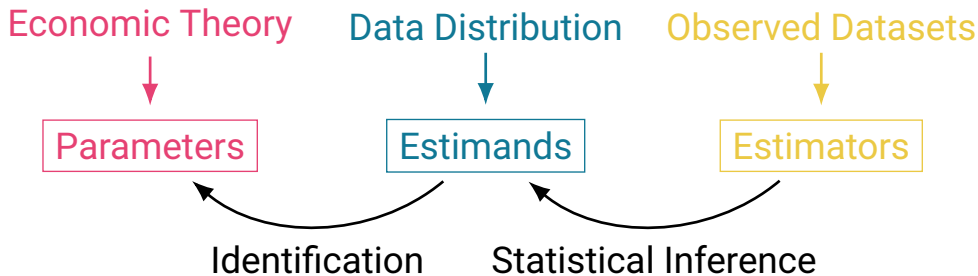 Economic Theory Data Distribution Observed Datasets
Parameters Estimands Estimators
Identification Statistical Inference